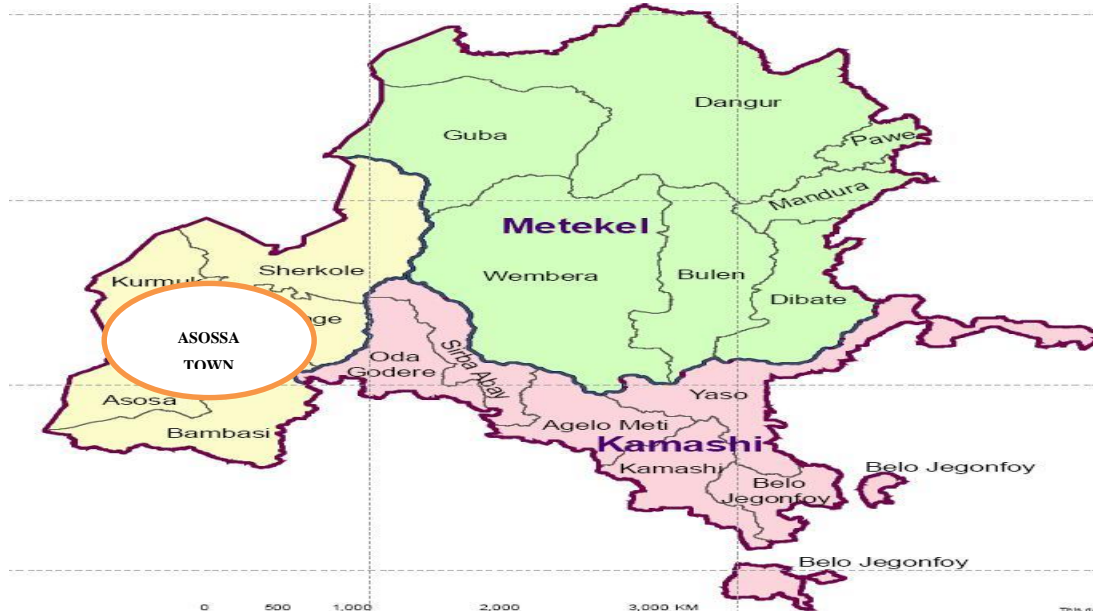 Dangur
Guba
Pawe
Mandura
Metekel
Sherkole
Wembera
Bulen
Kurmuk
Dibate
ASOSSA
TOWN
Oda
Godere
Sirba Abay
Yaso
Asosa
Bambasi
Agelo Meti
Kamashi
Kamashi
Belo
Jegonfoy
Belo Jegonfoy
Belo Jegonfoy
0 500 1,000 2,000 3,000 KM